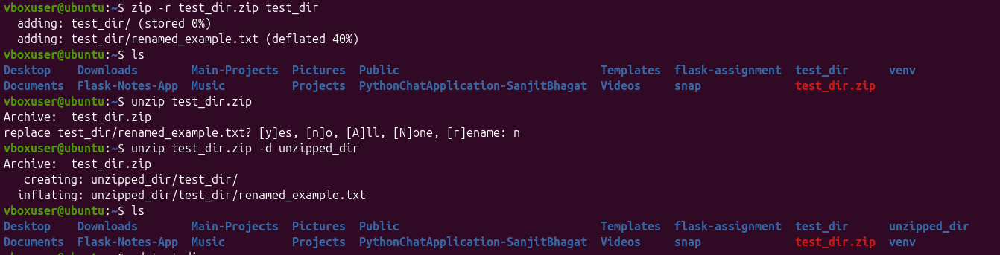 vboxuser@ubuntu:~$ zip -r test_dir.zip test_dir
  adding: test_dir/ (stored 0%)
  adding: test_dir/renamed_example.txt (deflated 40%)
vboxuser@ubuntu:~$ ls
Desktop    Downloads        Main-Projects  Pictures  Public                              Templates  flask-assignment  test_dir      venv
Documents  Flask-Notes-App  Music          Projects  PythonChatApplication-SanjitBhagat  Videos     snap              test_dir.zip
vboxuser@ubuntu:~$ unzip test_dir.zip
Archive:  test_dir.zip
replace test_dir/renamed_example.txt? [y]es, [n]o, [A]ll, [N]one, [r]ename: n
vboxuser@ubuntu:~$ unzip test_dir.zip -d unzipped_dir
Archive:  test_dir.zip
   creating: unzipped_dir/test_dir/
  inflating: unzipped_dir/test_dir/renamed_example.txt
vboxuser@ubuntu:~$ ls
Desktop    Downloads        Main-Projects  Pictures  Public                              Templates  flask-assignment  test_dir      unzipped_dir
Documents  Flask-Notes-App  Music          Projects  PythonChatApplication-SanjitBhagat  Videos     snap              test_dir.zip  venv